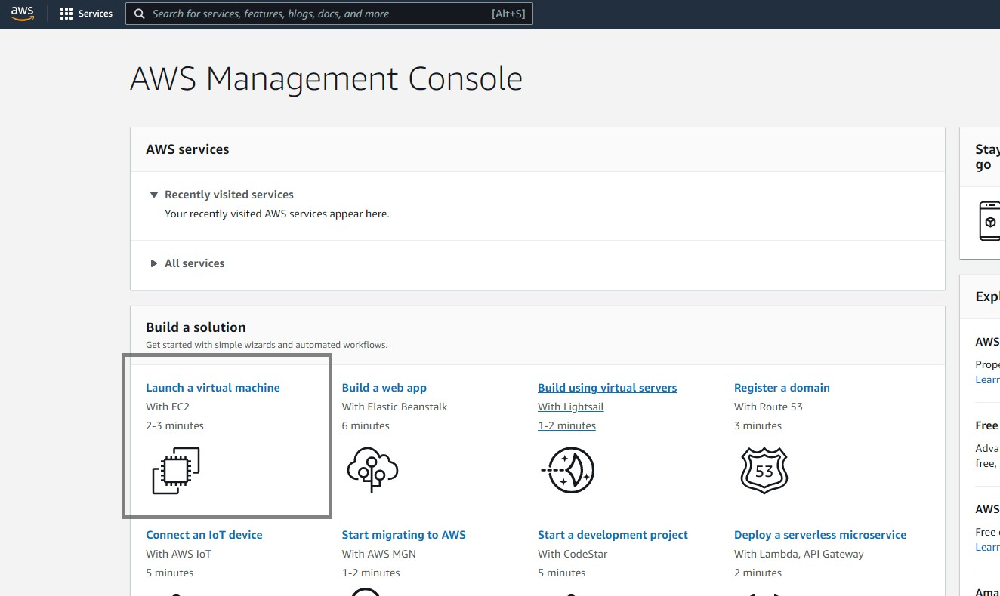 aws
Services
Search for services, features, blogs, docs, and more
[Alt+S]
AWS Management Console
AWS services
Recently visited services
Your recently visited AWS services appear here.
All services
Build a solution
Get started with simple wizards and automated workflows.
Launch a virtual machine
With EC2
2-3 minutes
Build a web app
With Elastic Beanstalk
6 minutes
Build using virtual servers
With Lightsail
1-2 minutes
Register a domain
With Route 53
3 minutes
53
Connect an IoT device
With AWS IoT
5 minutes
Start migrating to AWS
With AWS MGN
1-2 minutes
Start a development project
With CodeStar
5 minutes
Deploy a serverless microservice
With Lambda, API Gateway
2 minutes
Stay
go
AWS
Learn
Free
free,
AWS
Free
Learn